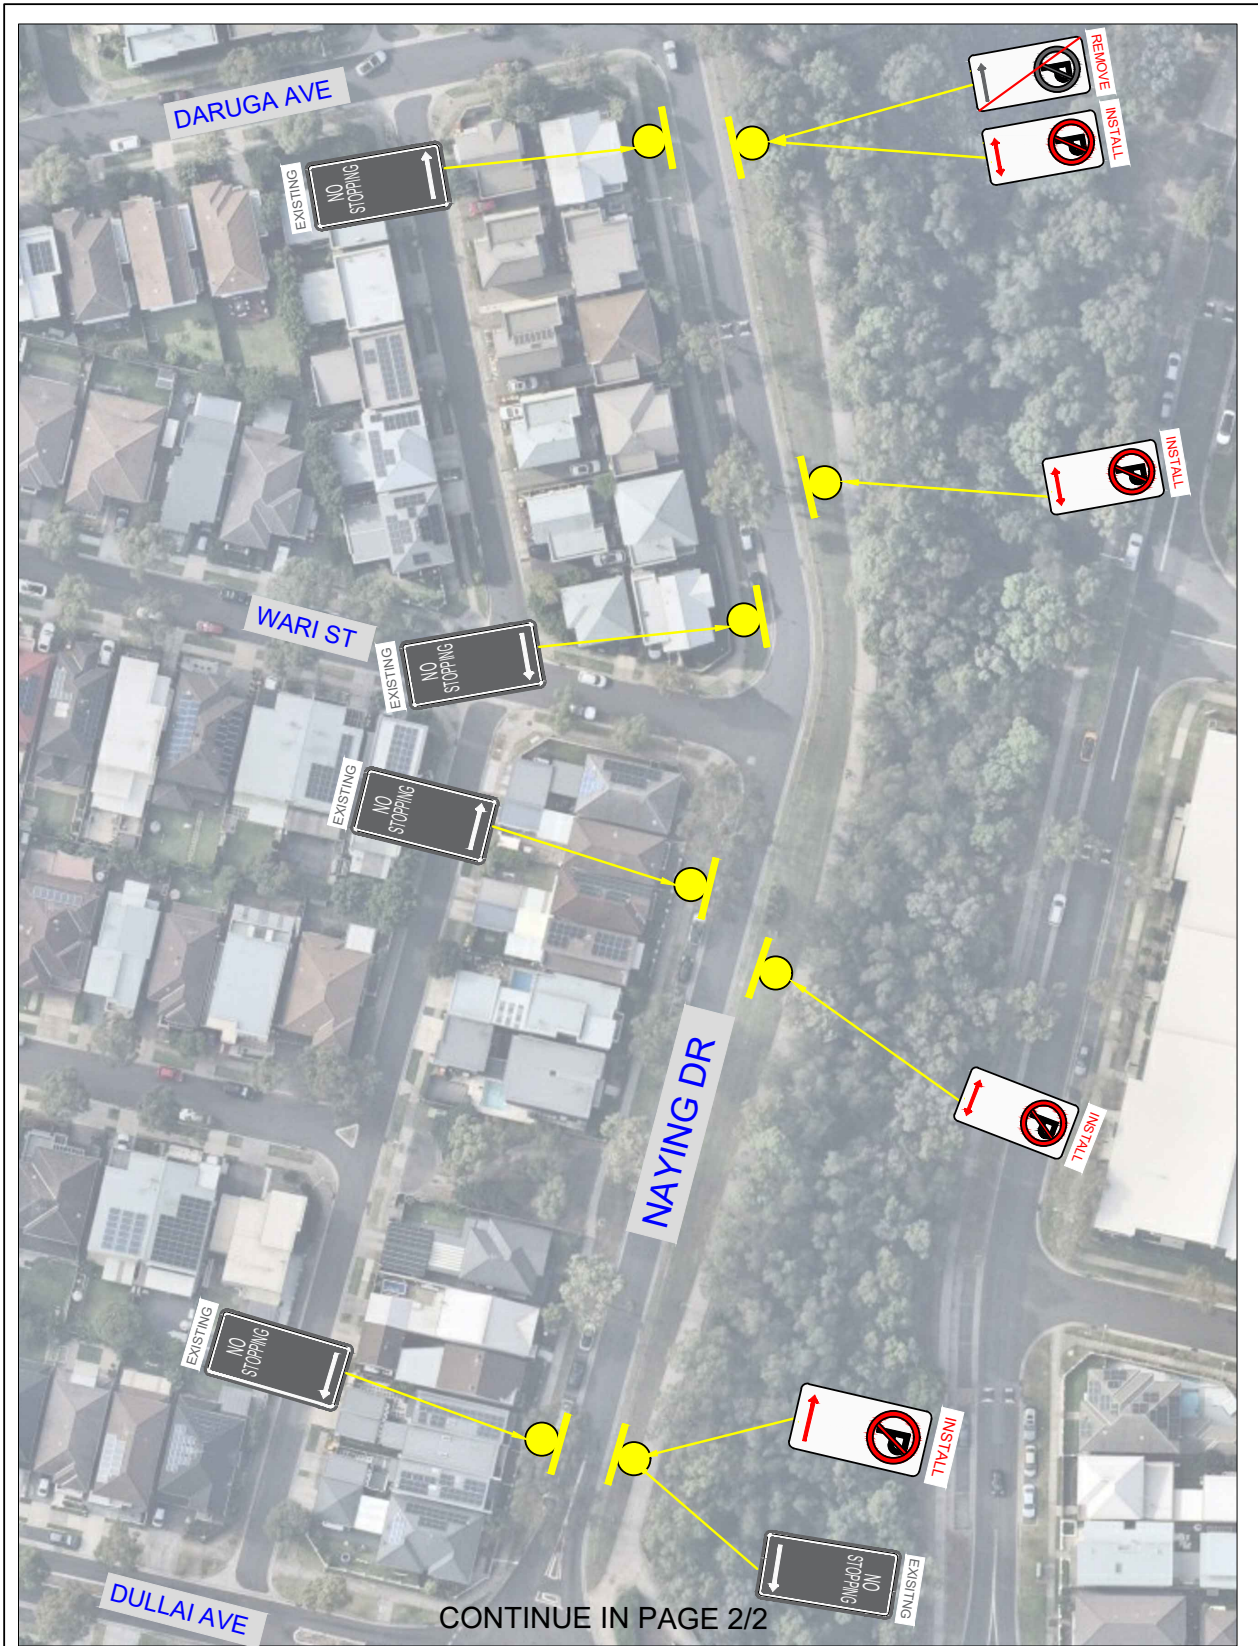 REMOVE
DARUGA AVE
INSTALL
EXISTING
NO
STOPPING
INSTALL
WARI ST
EXISTING
NO
STOPPING
EXISTING
NO
STOPPING
NAYING DR
INSTALL
EXISTING
NO
STOPPING
INSTALL
NO
STOPPING
EXISITNG
DULLAI AVE
CONTINUE IN PAGE 2/2